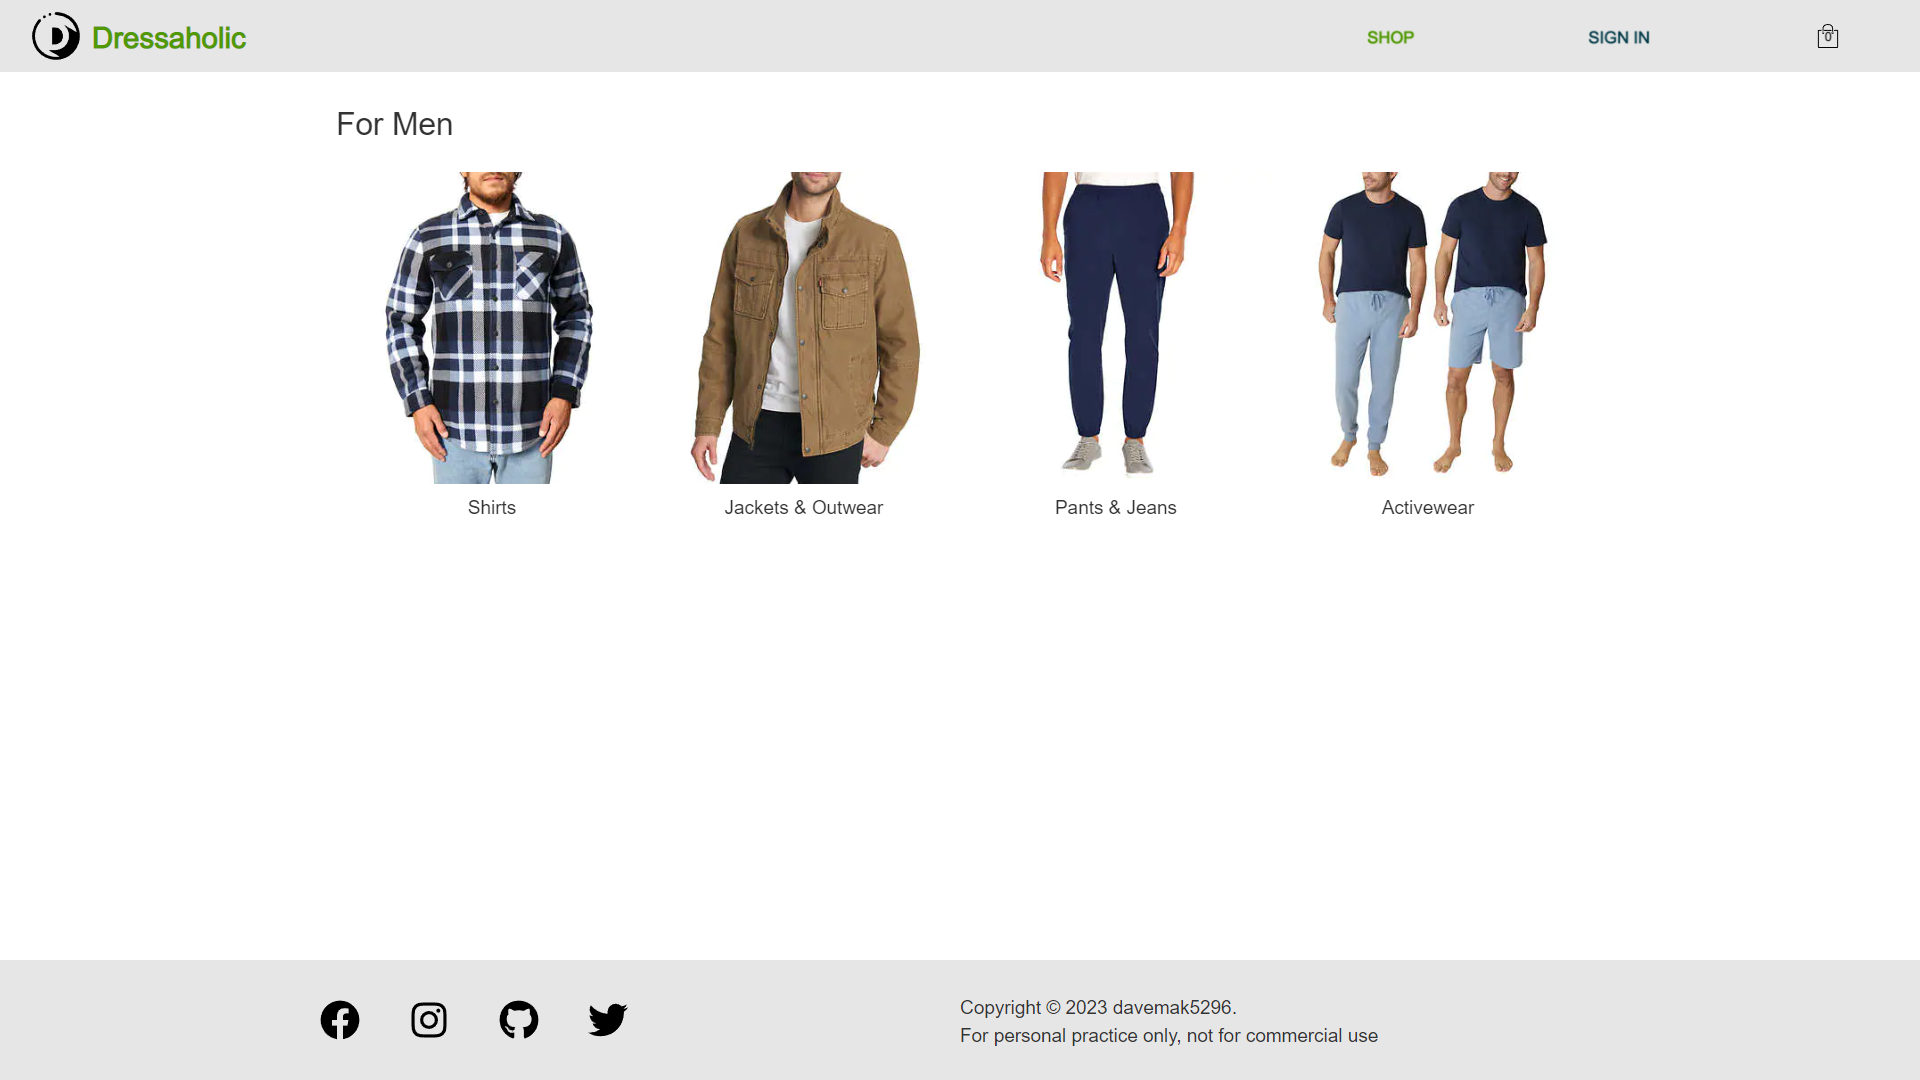 Dressaholic
SHOP
SIGN IN
0
For Men
Shirts
Jackets & Outwear
Pants & Jeans
Activewear
Copyright © 2023 davemak5296.
For personal practice only, not for commercial use